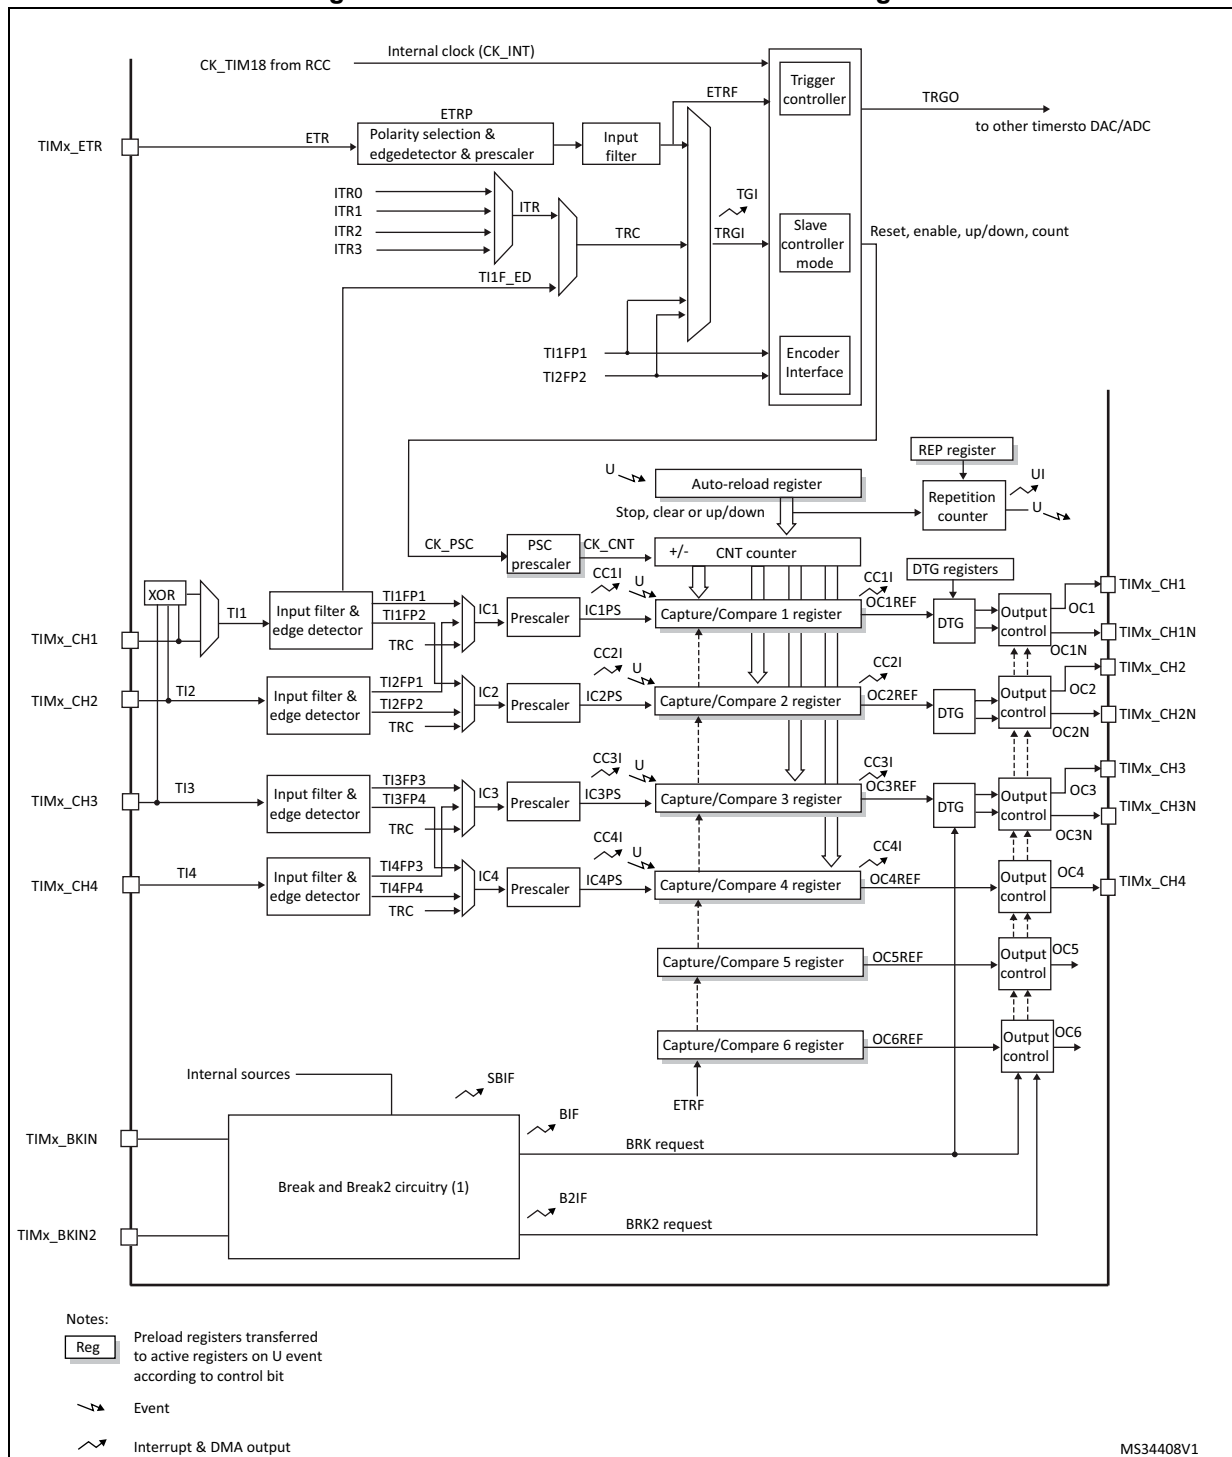 Internal clock (CK_INT)
CK_TIM18 from RCC
Trigger
controller
ETRF
TRGO
to other timersto DAC/ADC
ETRP
TIMx_ETR
ETR
Polarity selection &
edgedetector & prescaler
Input
filter
ITR0
ITR1
ITR2
ITR3
ITR
TRC
TGI
TRGI
Slave
controller
mode
Reset, enable, up/down, count
TI1F_ED
TI1FP1
TI2FP2
Encoder
Interface
REP register
U
Auto-reload register
UI
Repetition
counter
U
Stop, clear or up/down
CK_PSC
PSC
prescaler
CK_CNT
+/-
CNT counter
DTG registers
XOR
TI1
TIMx_CH1
Input filter &
edge detector
TI1FP1
TI1FP2
TRC
IC1
Prescaler
IC1PS
CC1I
U
Capture/Compare 1 register
CC1I
OC1REF
DTG
Output
control
OC1
TIMx_CH1
TIMx_CH1N
OC1N
TIMx_CH2
TI2
Input filter &
edge detector
TI2FP1
TI2FP2
TRC
IC2
Prescaler
IC2PS
CC2I
U
Capture/Compare 2 register
CC2I
OC2REF
DTG
Output
control
OC2
TIMx_CH2
TIMx_CH2N
OC2N
TIMx_CH3
TI3
Input filter &
edge detector
TI3FP3
TI3FP4
TRC
IC3
Prescaler
IC3PS
CC3I
U
Capture/Compare 3 register
CC3I
OC3REF
DTG
Output
control
OC3
TIMx_CH3
TIMx_CH3N
OC3N
TIMx_CH4
TI4
Input filter &
edge detector
TI4FP3
TI4FP4
TRC
IC4
Prescaler
IC4PS
CC4I
U
Capture/Compare 4 register
CC4I
OC4REF
Output
control
OC4
TIMx_CH4
Capture/Compare 5 register
OC5REF
Output
control
OC5
Capture/Compare 6 register
OC6REF
Output
control
OC6
ETRF
Internal sources
SBIF
TIMx_BKIN
BIF
BRK request
Break and Break2 circuitry (1)
B2IF
TIMx_BKIN2
BRK2 request
Notes:
Reg
Preload registers transferred
to active registers on U event
according to control bit
Event
Interrupt & DMA output
MS34408V1